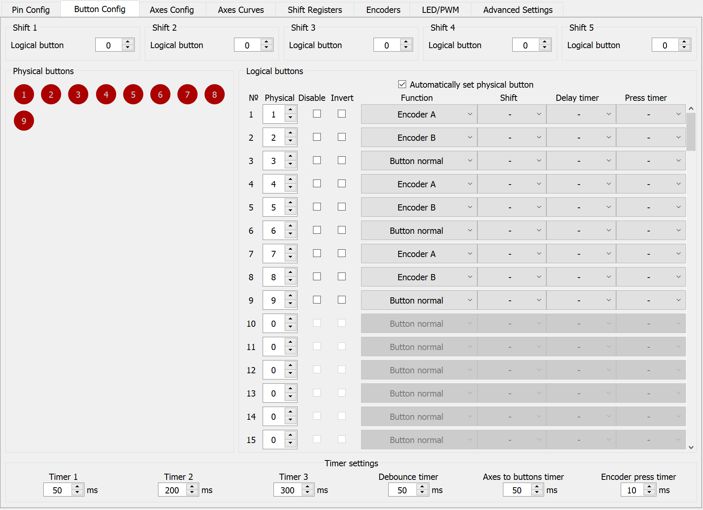 Pin Config Button Config Axes Config Axes Curves Shift Registers Encoders LED/PWM Advanced Settings
Shift 1 Shift 2 Shift 3 Shift 4 Shift 5
Logical button 0 Logical button 0 Logical button 0 Logical button 0 Logical button 0
Physical buttons
1 2 3 4 5 6 7 8
9
Logical buttons
Automatically set physical button
Nº Physical Disable Invert Function Shift Delay timer Press timer
1 1 Encoder A - - -
2 2 Encoder B - - -
3 3 Button normal - - -
4 4 Encoder A - - -
5 5 Encoder B - - -
6 6 Button normal - - -
7 7 Encoder A - - -
8 8 Encoder B - - -
9 9 Button normal - - -
10 0 Button normal - - -
11 0 Button normal - - -
12 0 Button normal - - -
13 0 Button normal - - -
14 0 Button normal - - -
15 0 Button normal - - -
Timer settings
Timer 1 Timer 2 Timer 3 Debounce timer Axes to buttons timer Encoder press timer
50 ms 200 ms 300 ms 50 ms 50 ms 10 ms